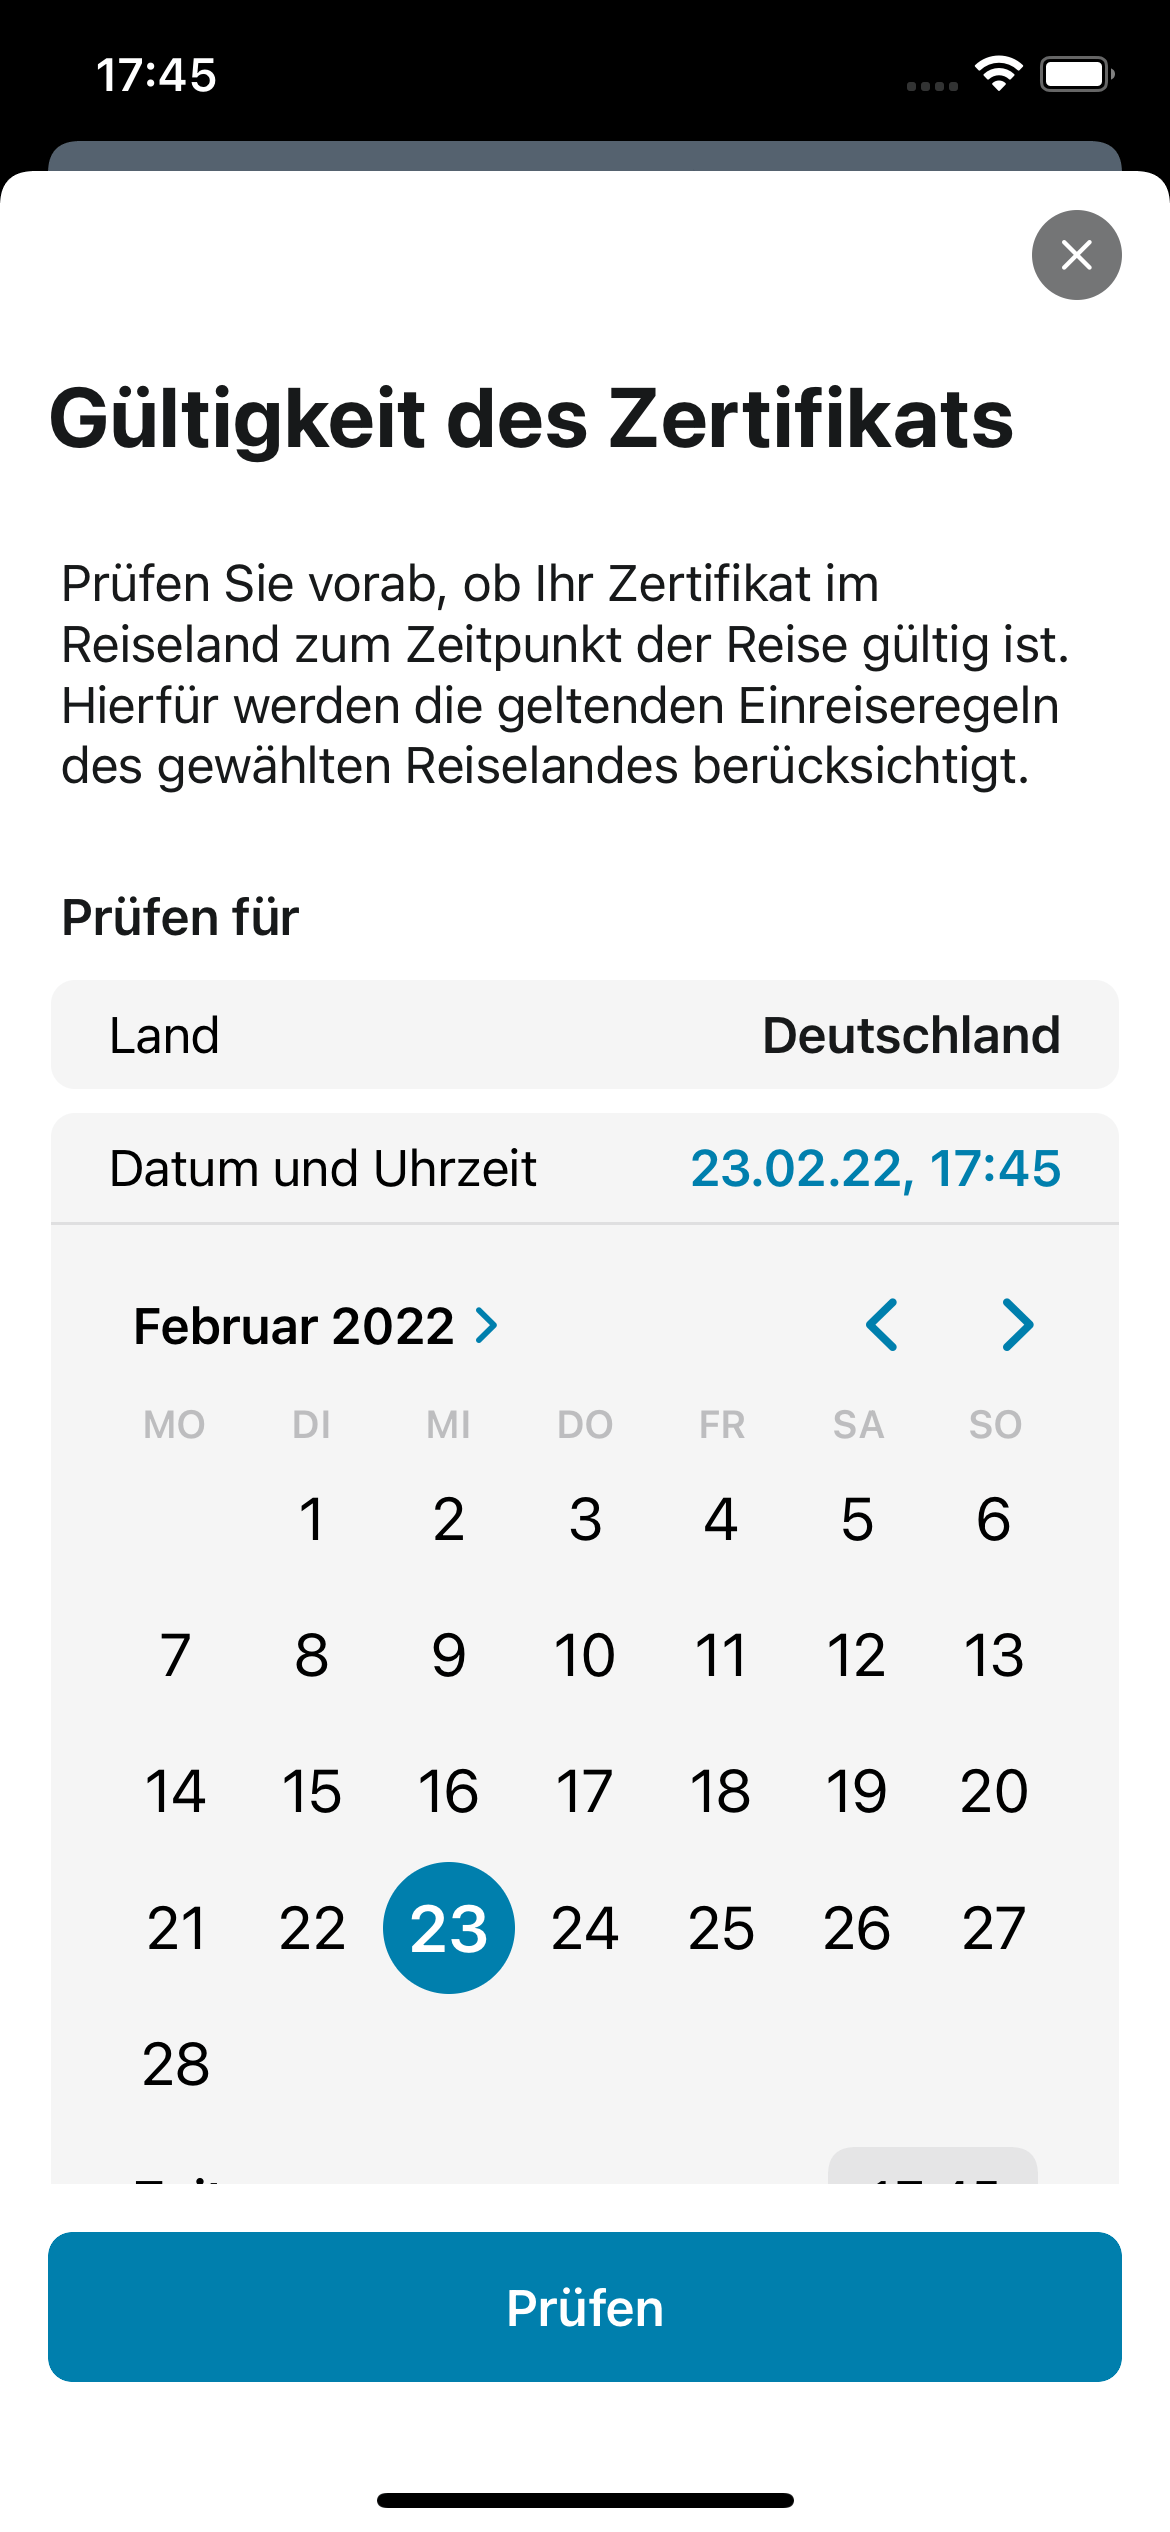 17:45
Gültigkeit des Zertifikats
Prüfen Sie vorab, ob Ihr Zertifikat im
Reiseland zum Zeitpunkt der Reise gültig ist.
Hierfür werden die geltenden Einreiseregeln
des gewählten Reiselandes berücksichtigt.
Prüfen für
Land Deutschland
Datum und Uhrzeit 23.02.22, 17:45
Februar 2022
MO DI MI DO FR SA SO
1 2 3 4 5 6
7 8 9 10 11 12 13
14 15 16 17 18 19 20
21 22 23 24 25 26 27
28
Prüfen